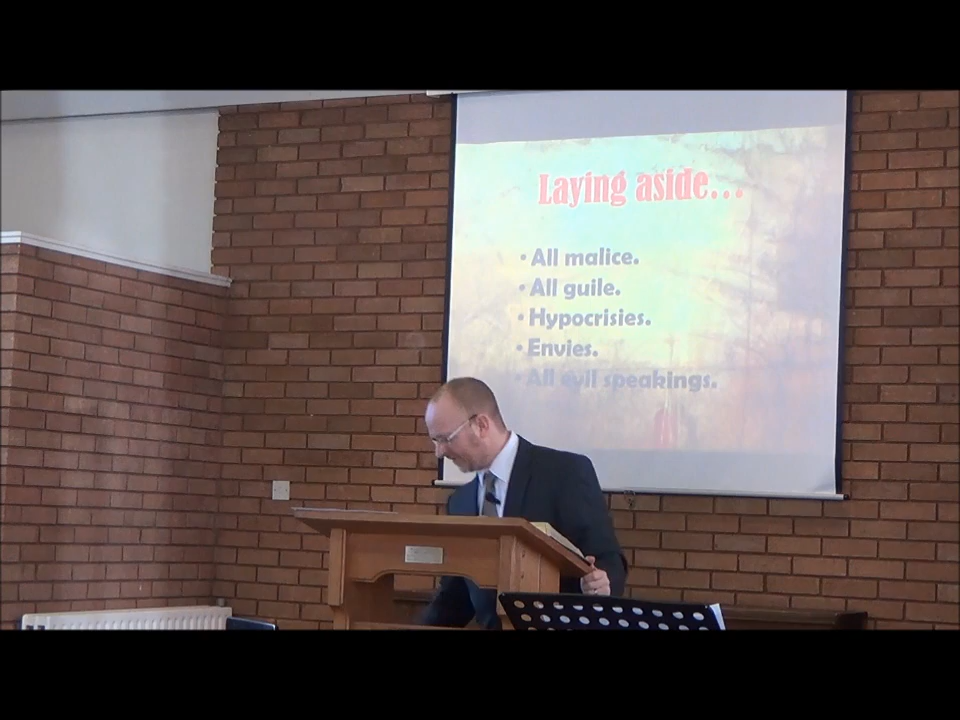 Laying aside...
• All malice.
• All guile.
• Hypocrisies.
• Envies.
• All evil speakings.